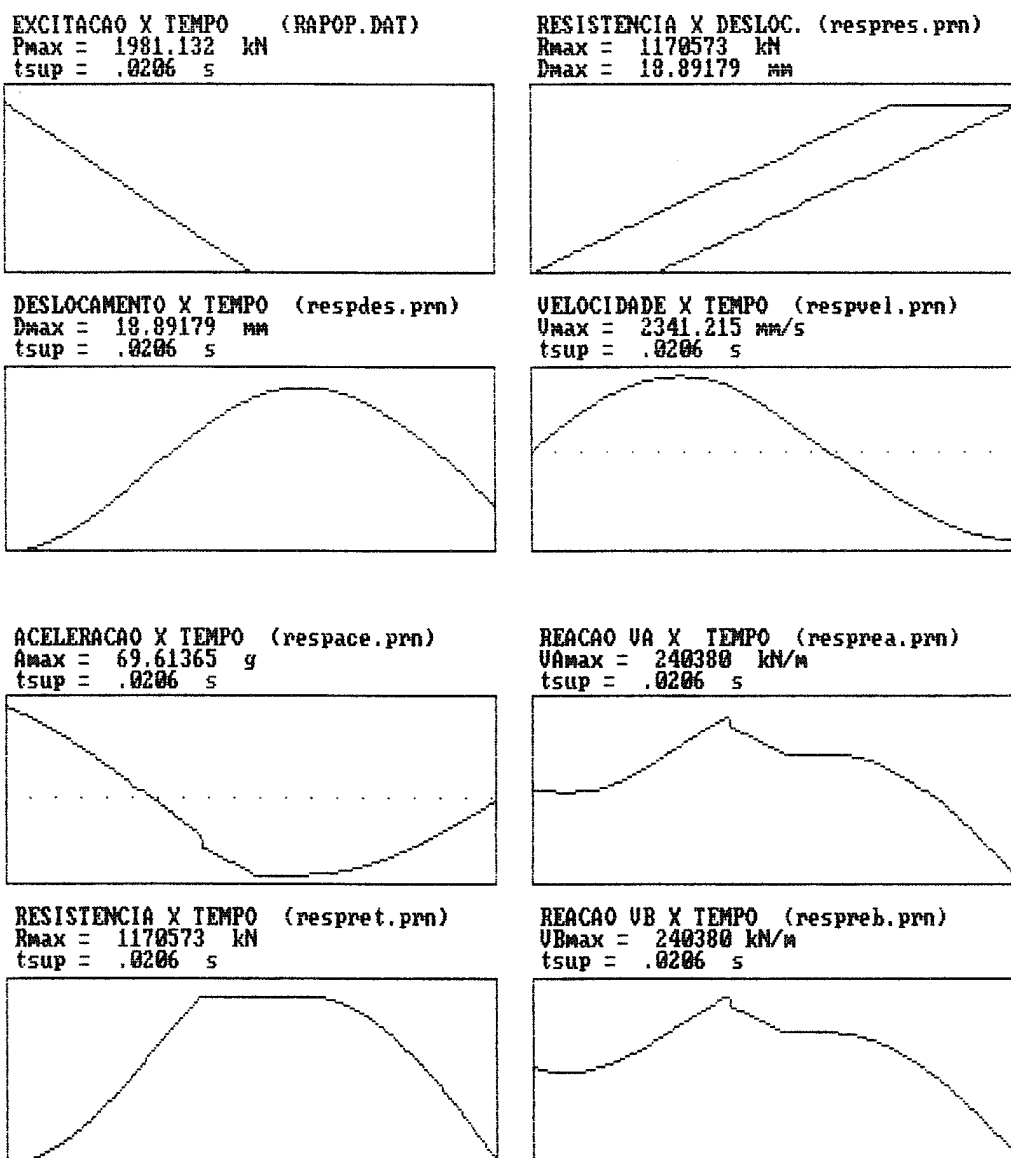 EXCITACAO X TEMPO (RAPOP.DAT)
Pmax = 1981.132 kN
tsup = .0206 s
RESISTENCIA X DESLOC. (respres.prn)
Rmax = 1170573 kN
Dmax = 18.89179 mm
DESLOCAMENTO X TEMPO (respdes.prn)
Dmax = 18.89179 mm
tsup = .0206 s
VELOCIDADE X TEMPO (respvel.prn)
Vmax = 2341.215 mm/s
tsup = .0206 s
ACELERACAO X TEMPO (respace.prn)
Amax = 69.61365 g
tsup = .0206 s
REACAO VA X TEMPO (resprea.prn)
VAmax = 240380 kN/m
tsup = .0206 s
RESISTENCIA X TEMPO (respret.prn)
Rmax = 1170573 kN
tsup = .0206 s
REACAO VB X TEMPO (respreb.prn)
VBmax = 240380 kN/m
tsup = .0206 s